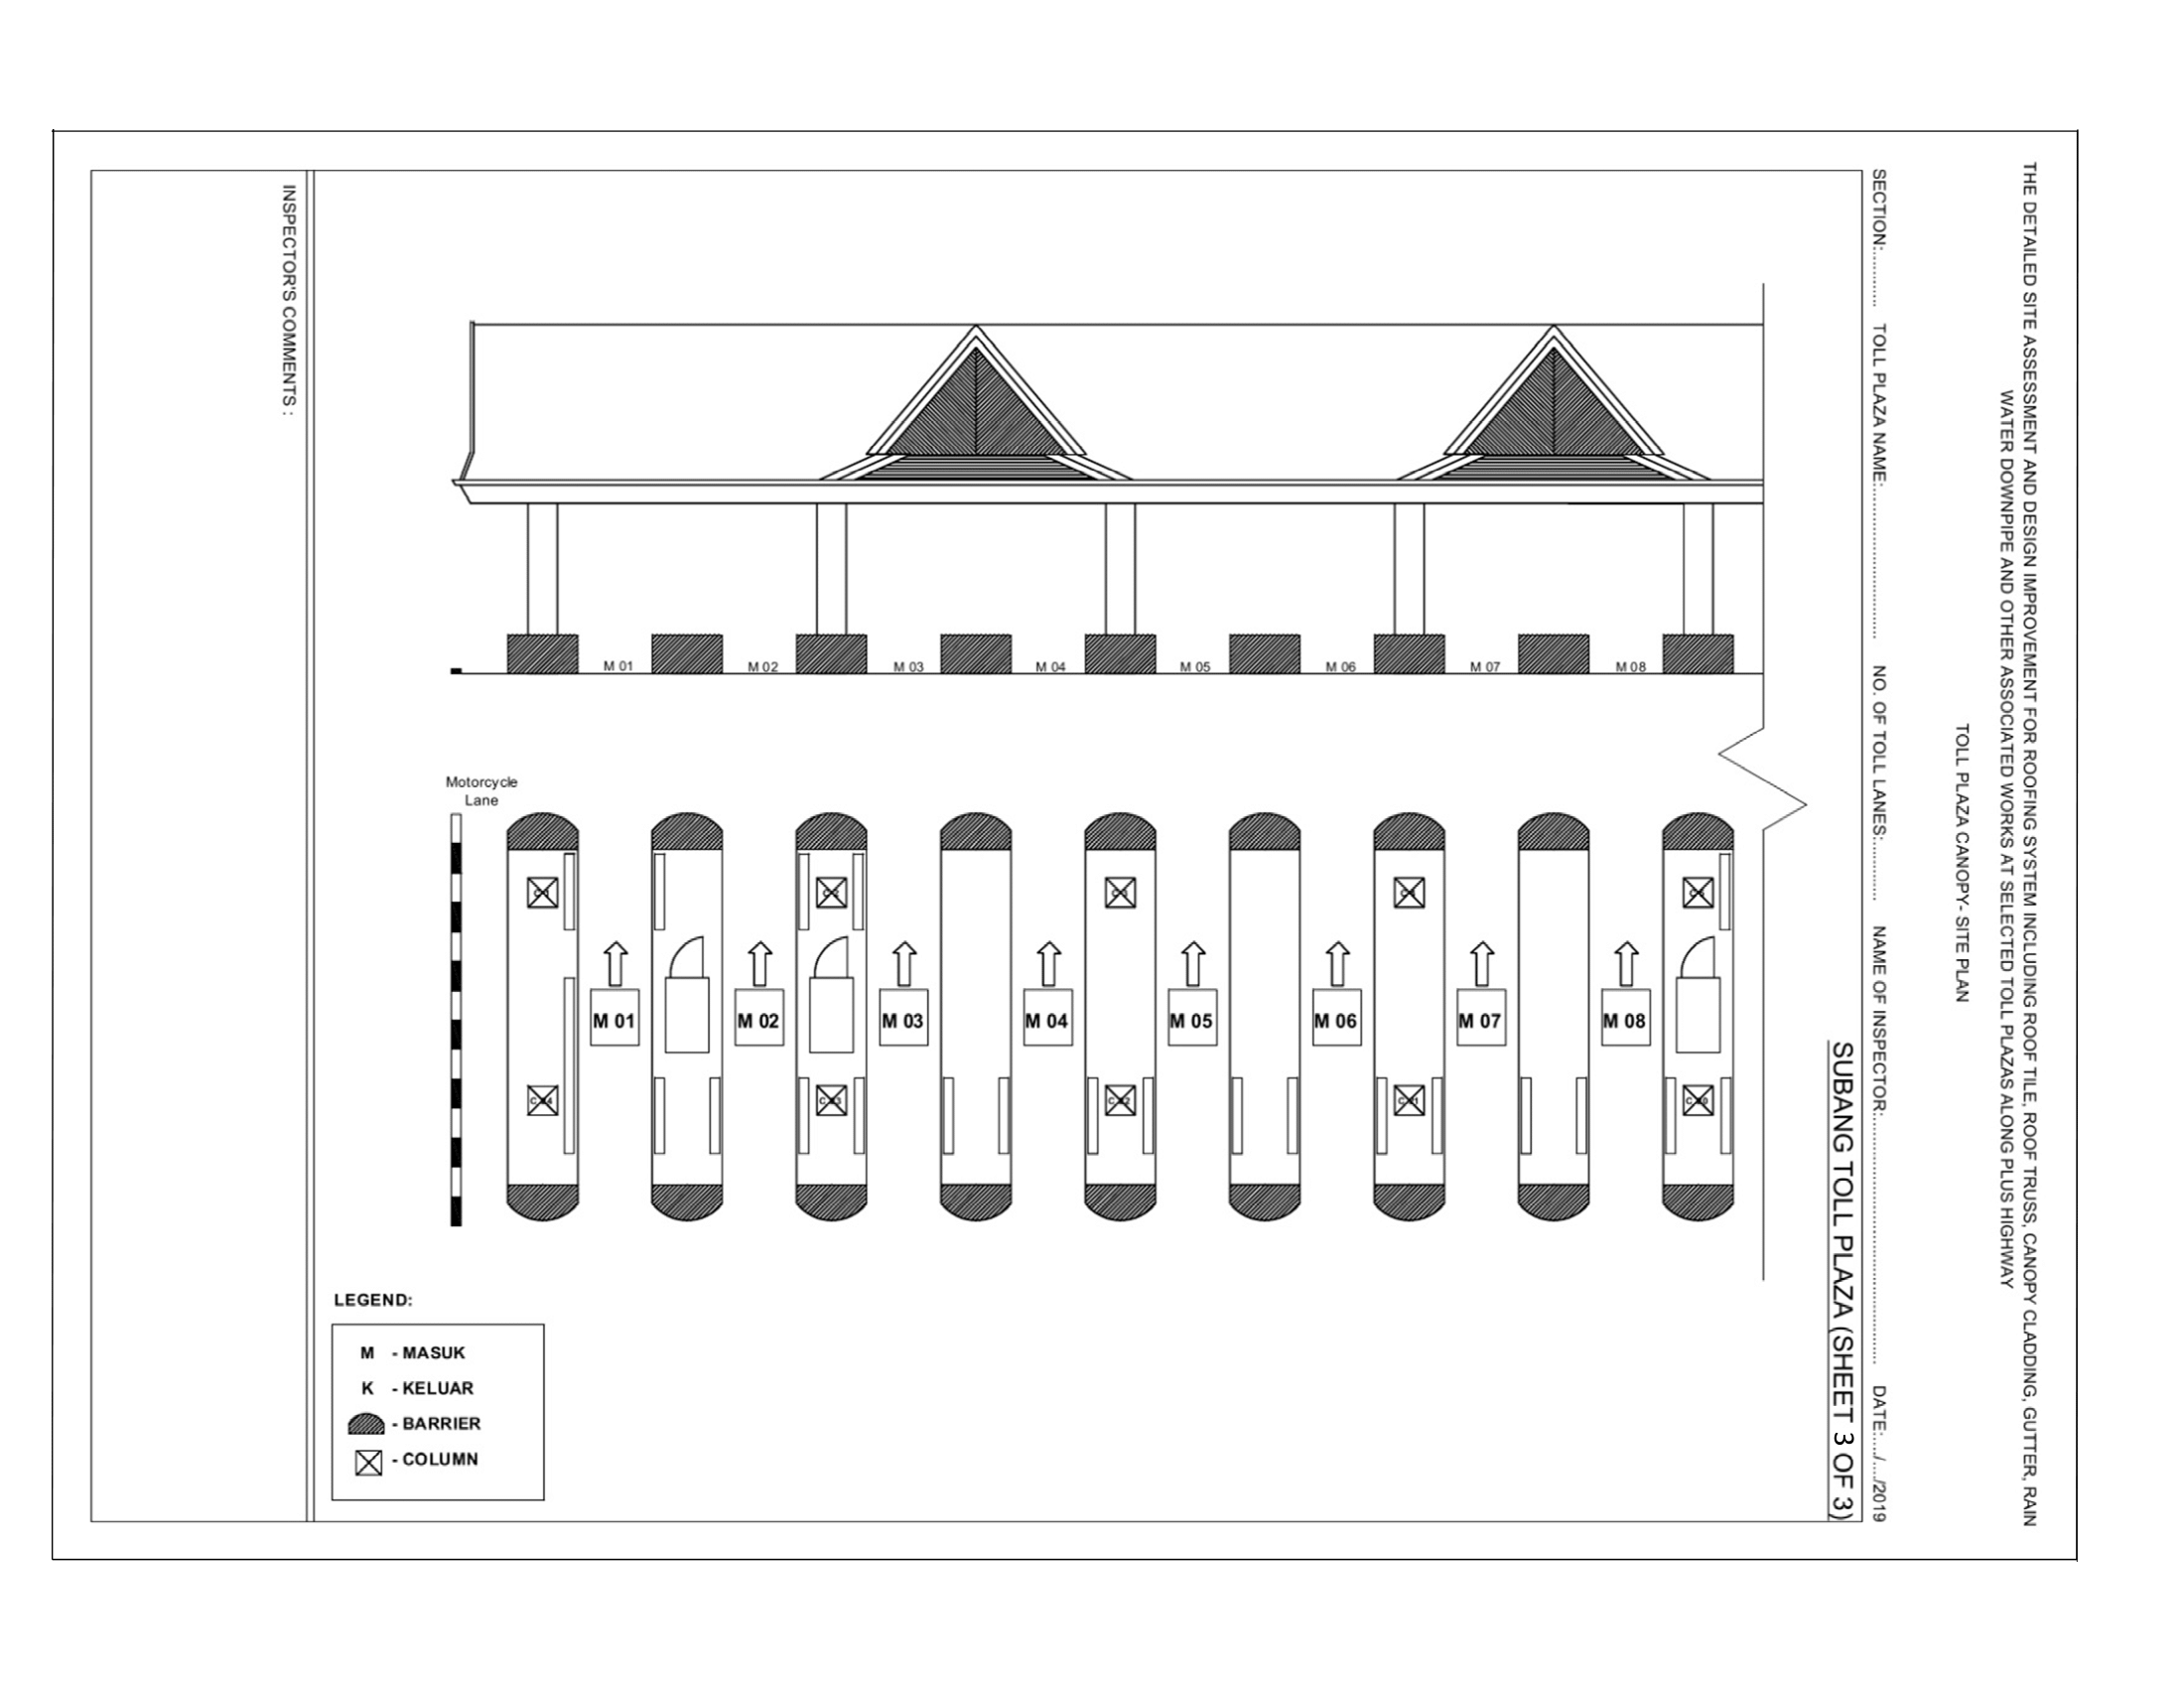 THE DETAILED SITE ASSESSMENT AND DESIGN IMPROVEMENT FOR ROOFING SYSTEM INCLUDING ROOF TILE, ROOF TRUSS, CANOPY CLADDING, GUTTER, RAIN
WATER DOWNPIPE AND OTHER ASSOCIATED WORKS AT SELECTED TOLL PLAZAS ALONG PLUS HIGHWAY
TOLL PLAZA CANOPY- SITE PLAN
SECTION:.......... TOLL PLAZA NAME:.............................. NO. OF TOLL LANES:............ NAME OF INSPECTOR:.................................................. DATE:..../..../2019
SUBANG TOLL PLAZA (SHEET 3 OF 3)
M 01 M 02 M 03 M 04 M 05 M 06 M 07 M 08
Motorcycle
Lane
M 01 M 02 M 03 M 04 M 05 M 06 M 07 M 08
LEGEND:
M - MASUK
K - KELUAR
- BARRIER
- COLUMN
INSPECTOR'S COMMENTS :